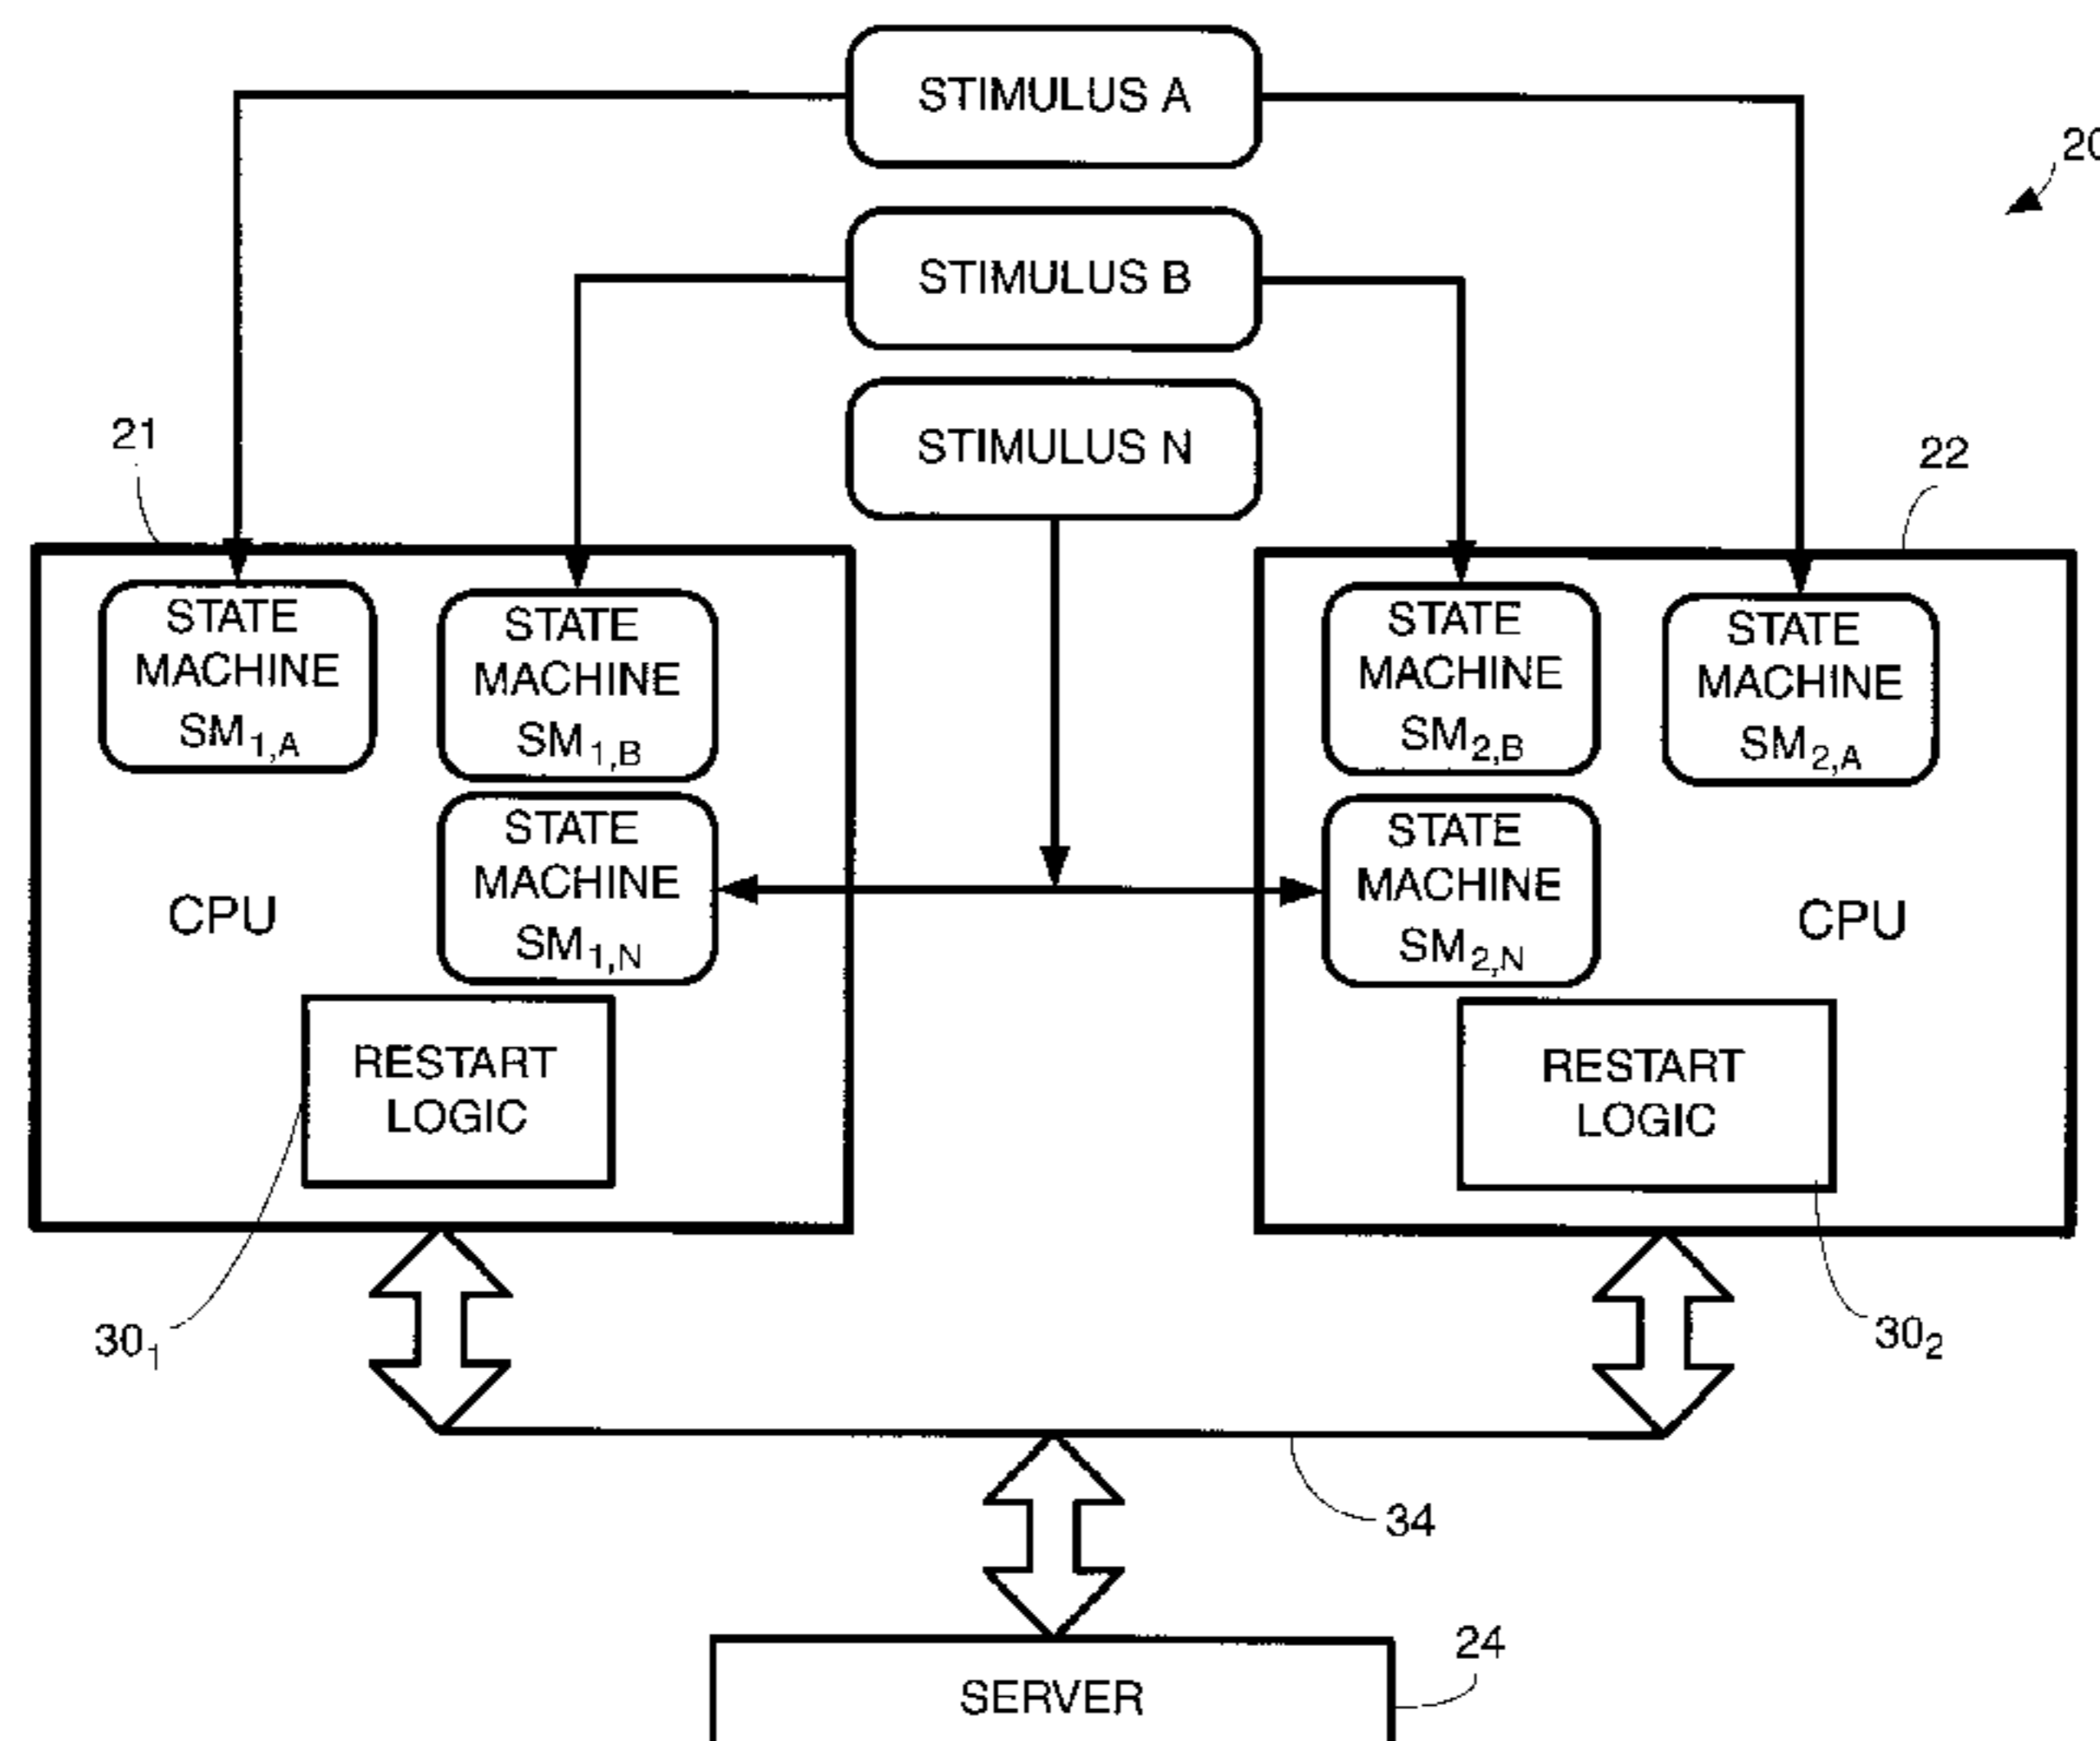 STIMULUS A
20
STIMULUS B
STIMULUS N
21
22
STATE
MACHINE
SM1,A
STATE
MACHINE
SM1,B
STATE
MACHINE
SM2,B
STATE
MACHINE
SM2,A
STATE
MACHINE
SM1,N
STATE
MACHINE
SM2,N
CPU
CPU
RESTART
LOGIC
RESTART
LOGIC
301
302
34
24
SERVER